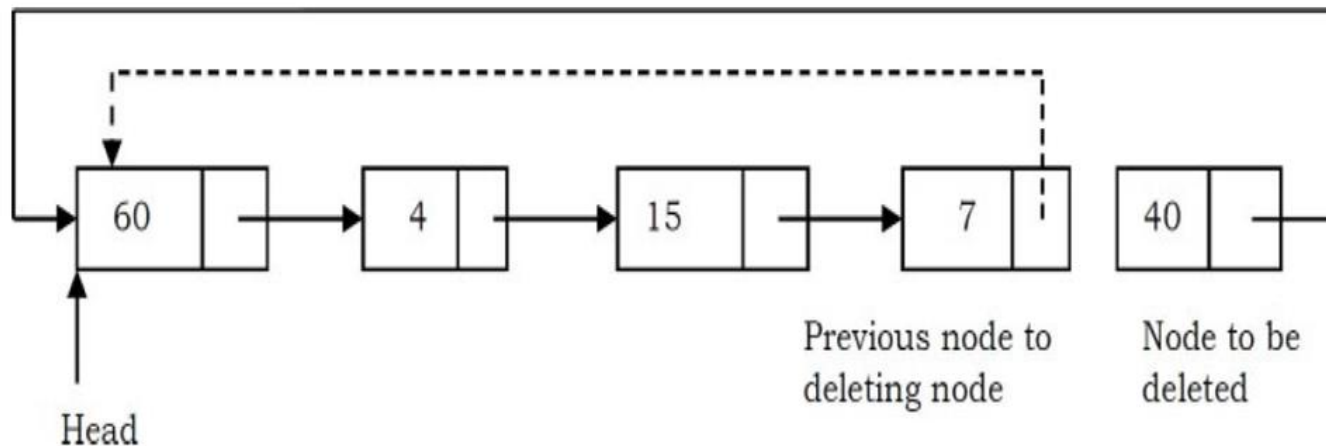 60 4 15 7 40
Previous node to
deleting node
Node to be
deleted
Head